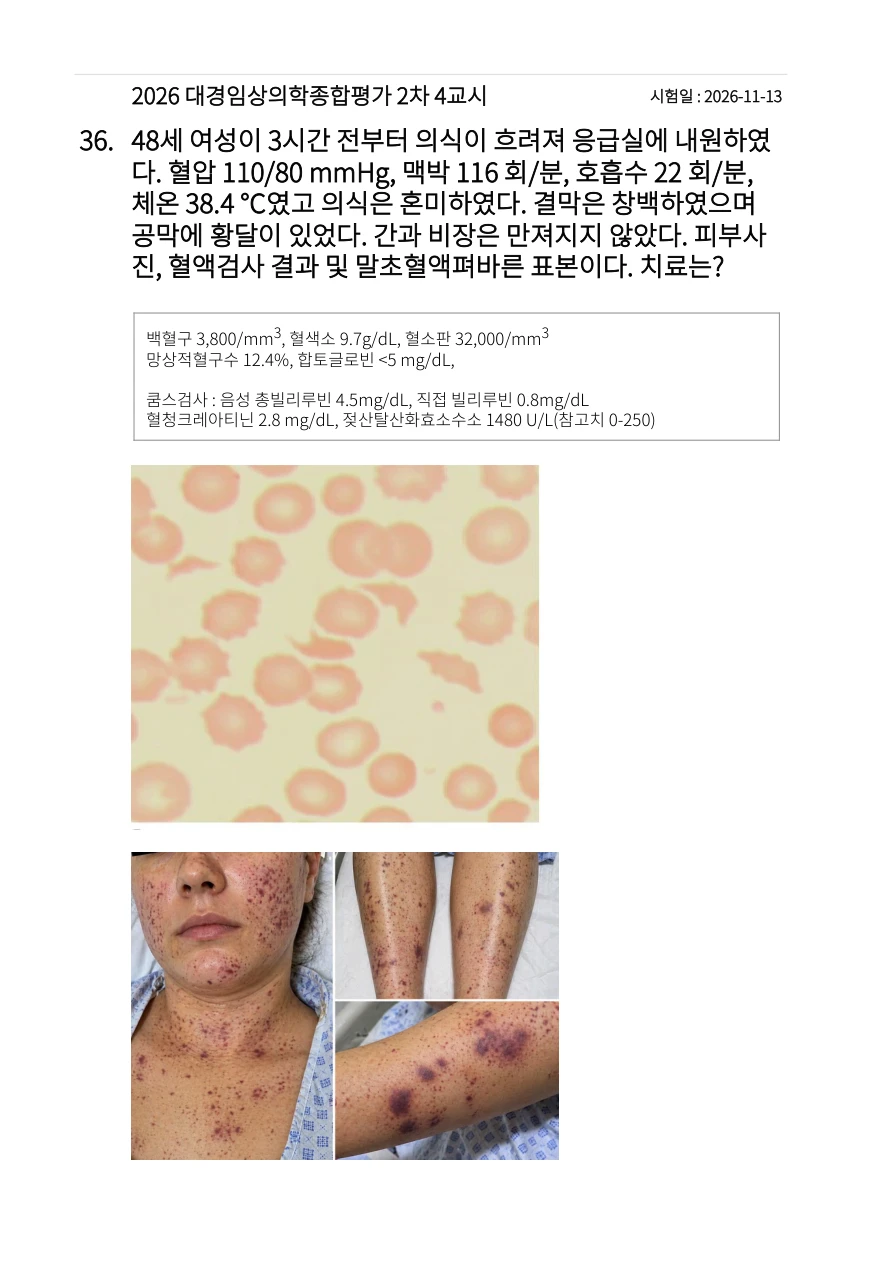 2026 대경임상의학종합평가 2차 4교시
시험일 : 2026-11-13
36. 48세 여성이 3시간 전부터 의식이 흐려져 응급실에 내원하였
다. 혈압 110/80 mmHg, 맥박 116 회/분, 호흡수 22 회/분,
체온 38.4 ℃였고 의식은 혼미하였다. 결막은 창백하였으며
공막에 황달이 있었다. 간과 비장은 만져지지 않았다. 피부사
진, 혈액검사 결과 및 말초혈액펴바른 표본이다. 치료는?
백혈구 3,800/mm³, 혈색소 9.7g/dL, 혈소판 32,000/mm³
망상적혈구수 12.4%, 합토글로빈 <5 mg/dL,
쿰스검사 : 음성 총빌리루빈 4.5mg/dL, 직접 빌리루빈 0.8mg/dL
혈청크레아티닌 2.8 mg/dL, 젖산탈산화효소수소 1480 U/L(참고치 0-250)